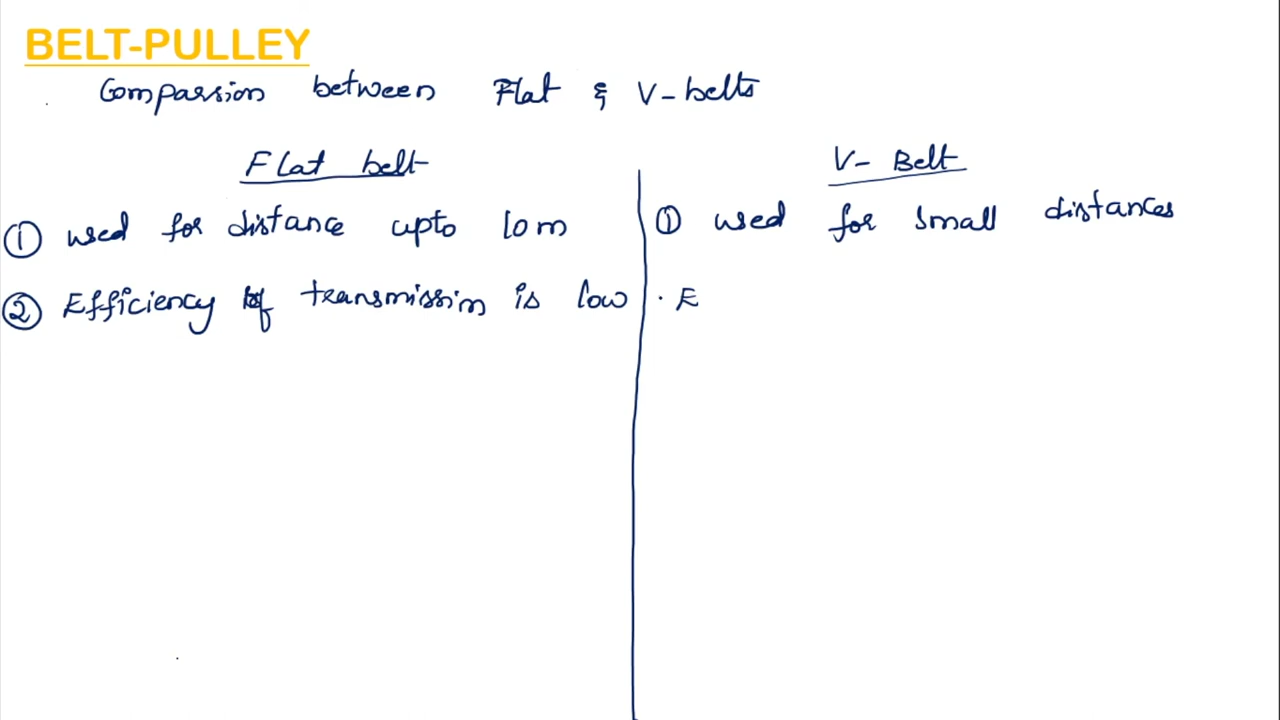 BELT-PULLEY
Compassion between Flat & V-belts
Flat belt
V- Belt
① used for distance upto 10m
① used for small distances
② Efficiency of transmission is low
. E